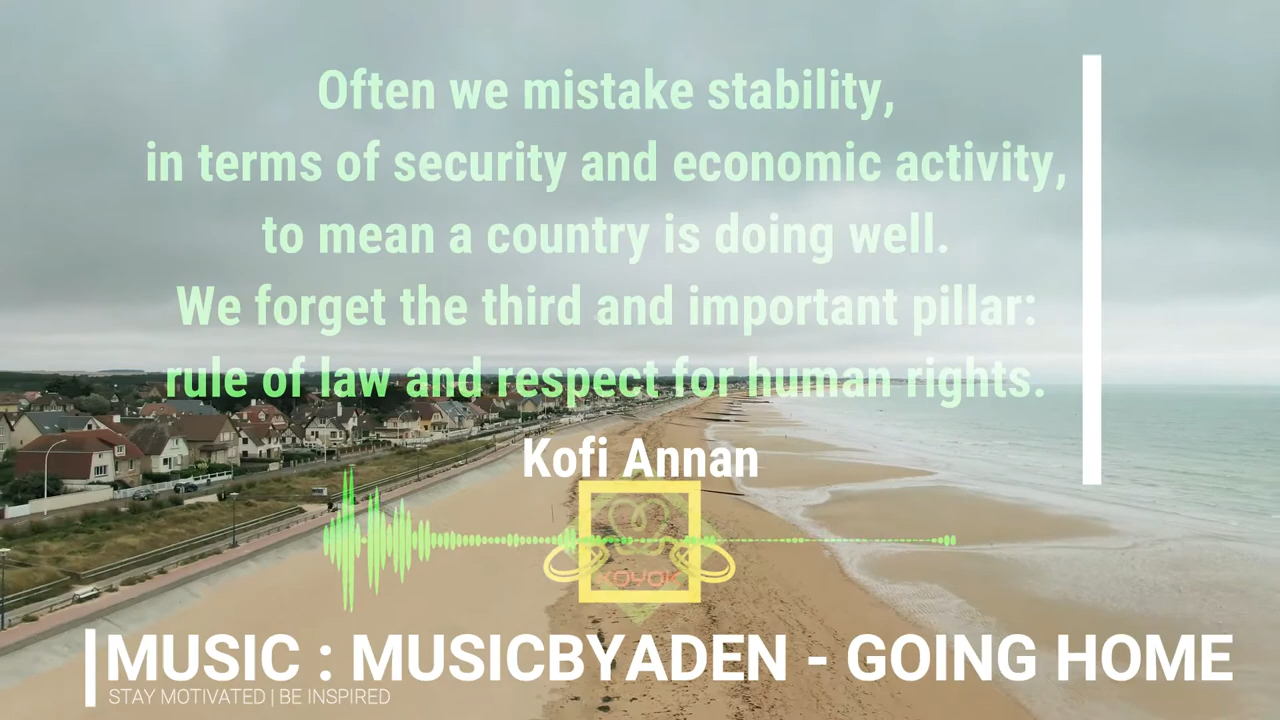 Often we mistake stability,
in terms of security and economic activity,
to mean a country is doing well.
We forget the third and important pillar:
rule of law and respect for human rights.
Kofi Annan
KOYOK
MUSIC : MUSICBYADEN - GOING HOME
STAY MOTIVATED | BE INSPIRED